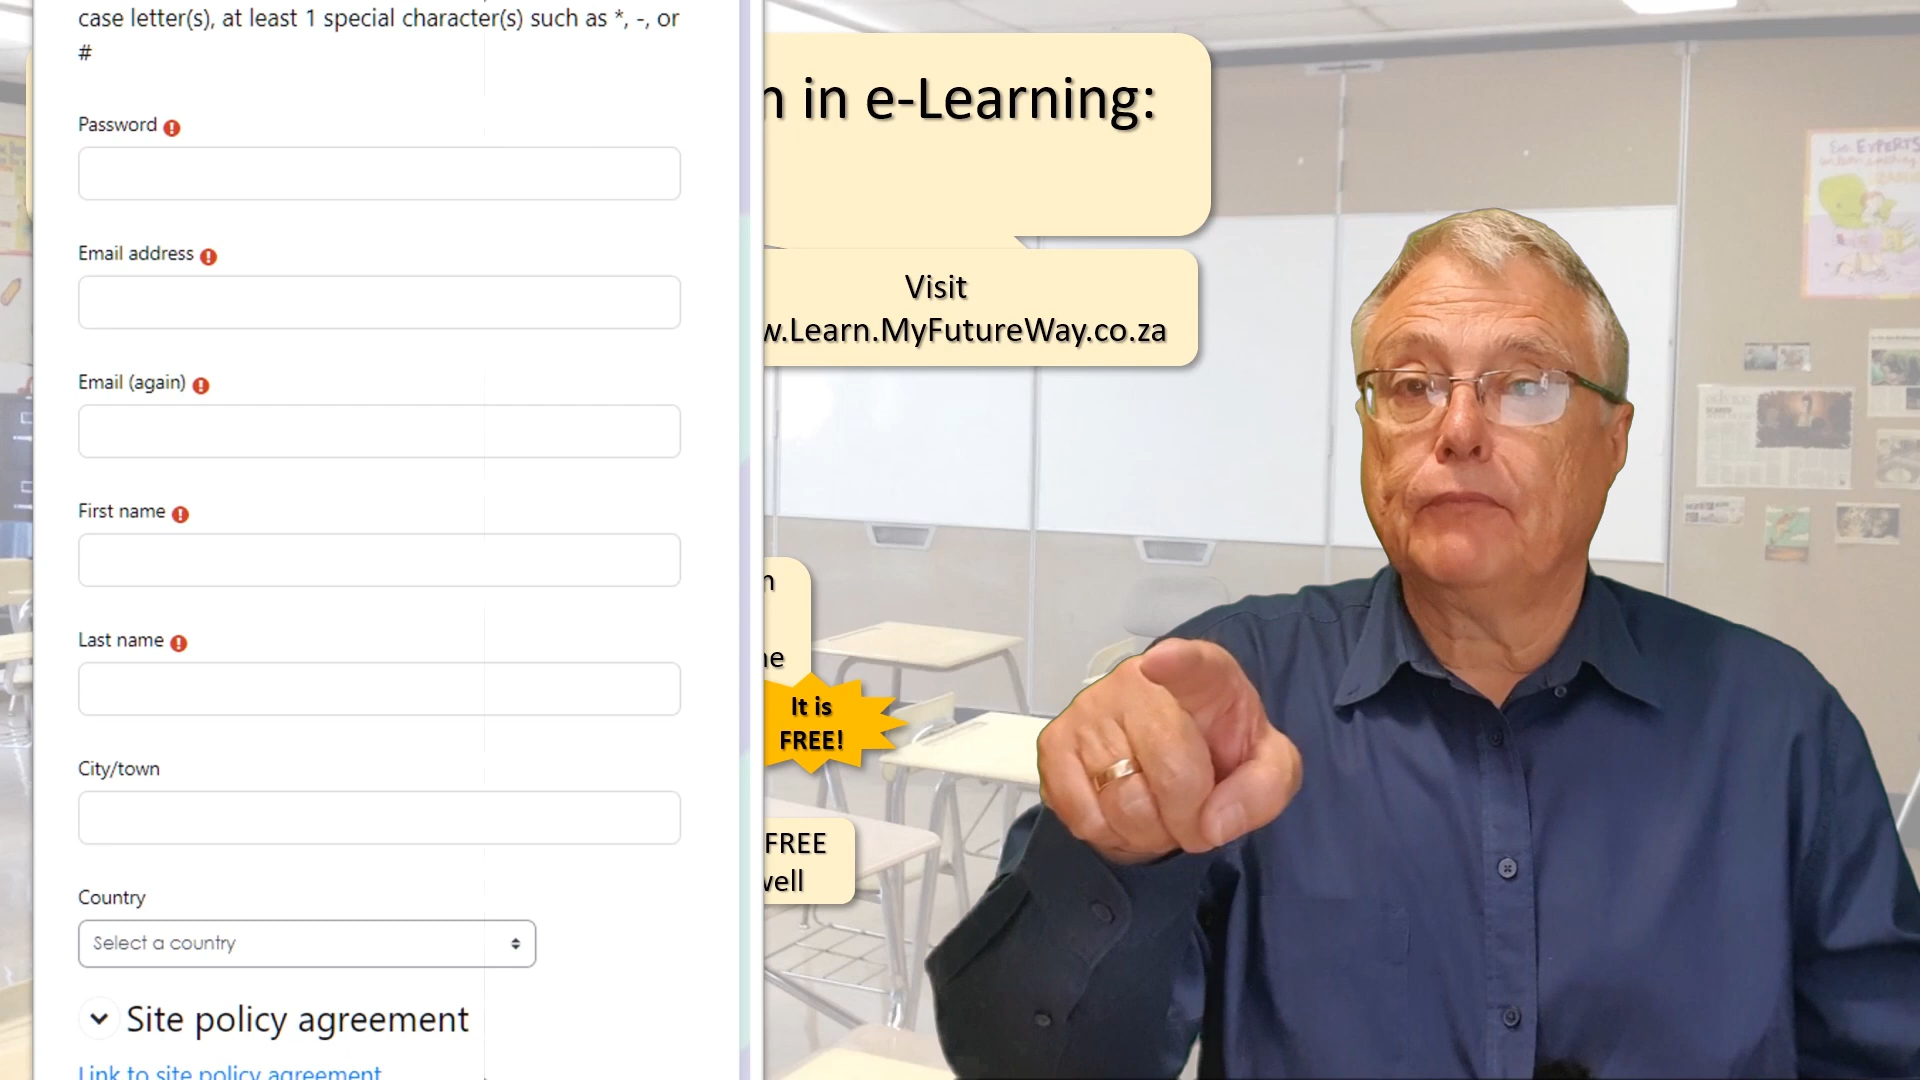 case letter(s), at least 1 special character(s) such as *, -, or
#
Password
Email address
Email (again)
First name
Last name
City/town
Country
Select a country
Site policy agreement
Link to site policy agreement
n in e-Learning:
Visit
w.Learn.MyFutureWay.co.za
n
ne
It is
FREE!
FREE
well
EXPERTS